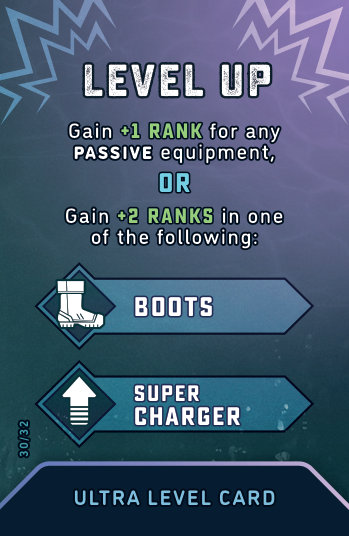 LEVEL UP
Gain +1 RANK for any
PASSIVE equipment,
OR
Gain +2 RANKS in one
of the following:
BOOTS
SUPER
CHARGER
30/32
ULTRA LEVEL CARD